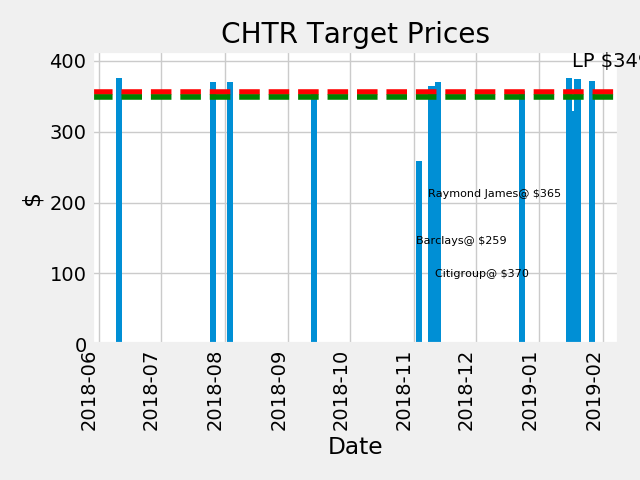 CHTR Target Prices
LP $349
400
300
200
100
0
$
Raymond James@ $365
Barclays@ $259
Citigroup@ $370
2018-06
2018-07
2018-08
2018-09
2018-10
2018-11
2018-12
2019-01
2019-02
Date